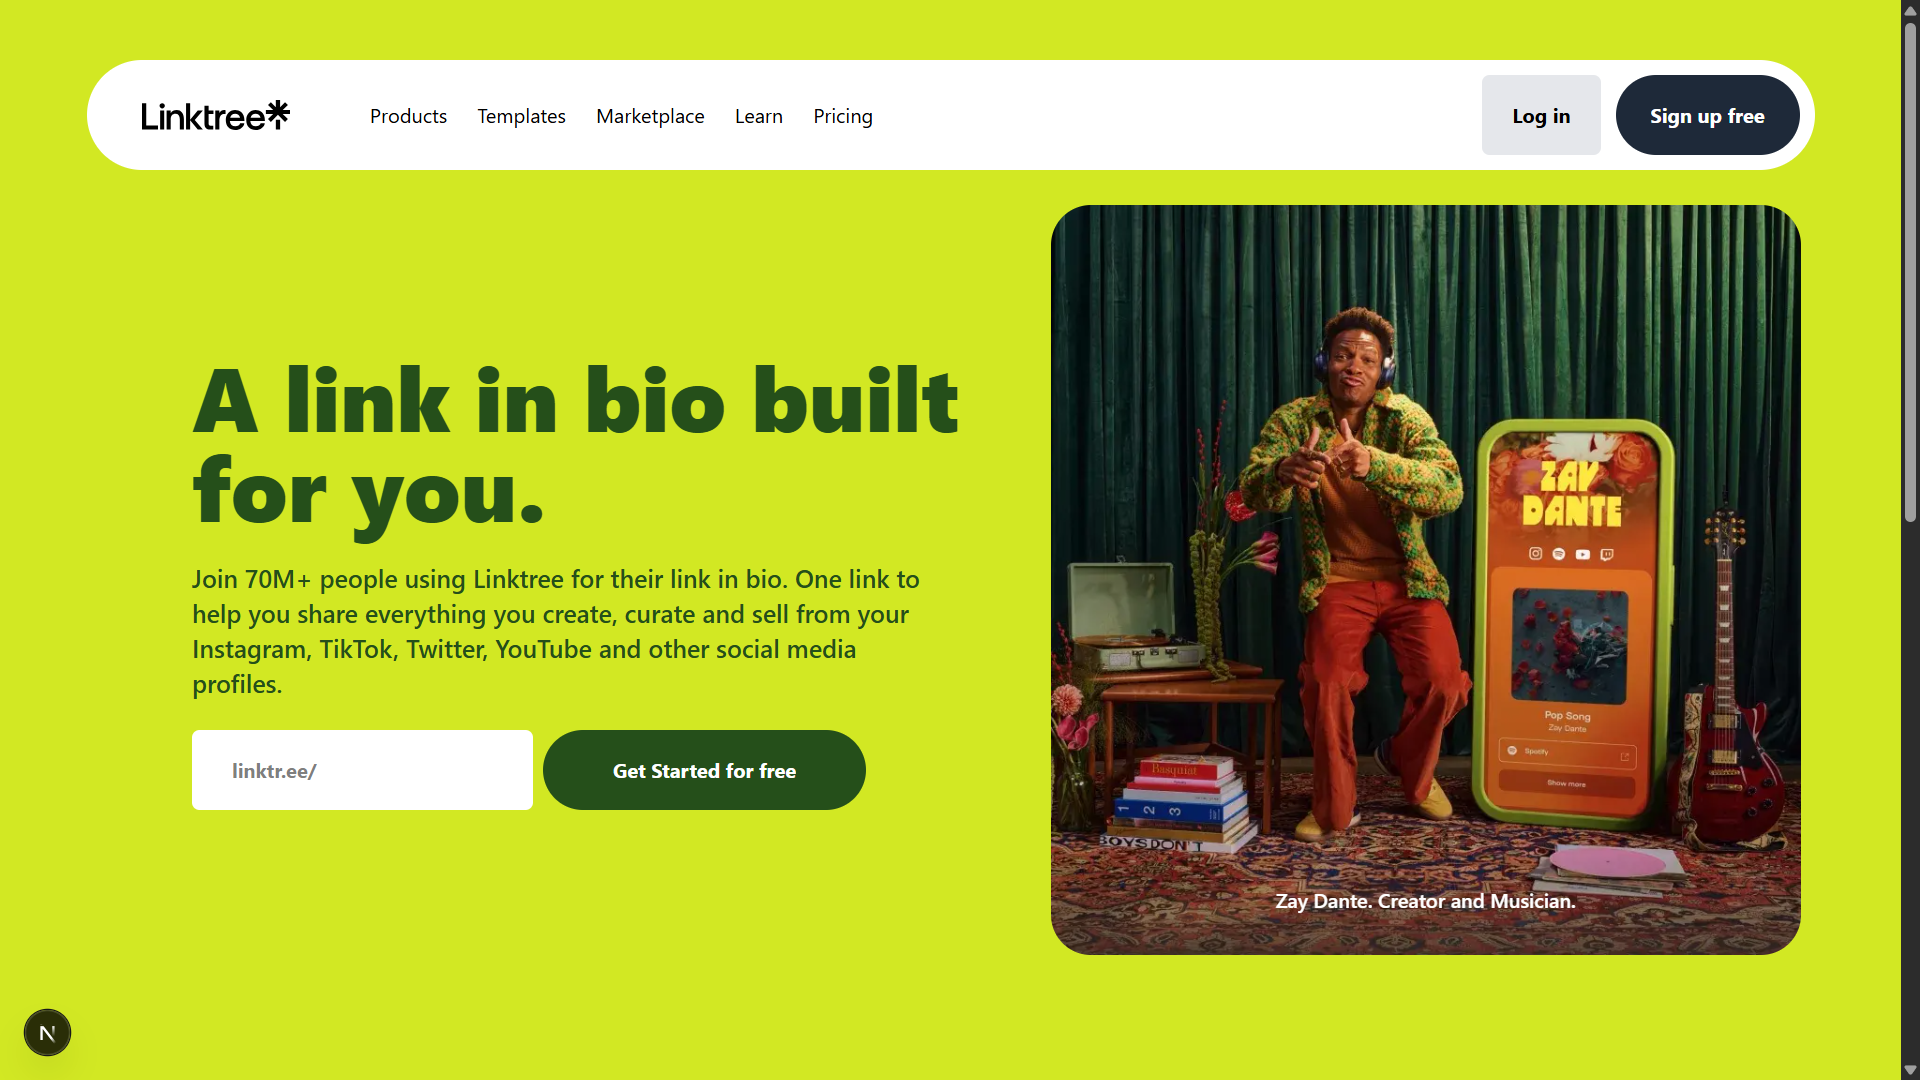 Linktree
Products Templates Marketplace Learn Pricing
Log in
Sign up free
A link in bio built
for you.
Join 70M+ people using Linktree for their link in bio. One link to
help you share everything you create, curate and sell from your
Instagram, TikTok, Twitter, YouTube and other social media
profiles.
linktr.ee/
Get Started for free
ZAY
DANTE
Pop Song
Zay Dante
Spotify
Show more
Basquiat
1 2 3
BOYS DON'T
Zay Dante. Creator and Musician.
N